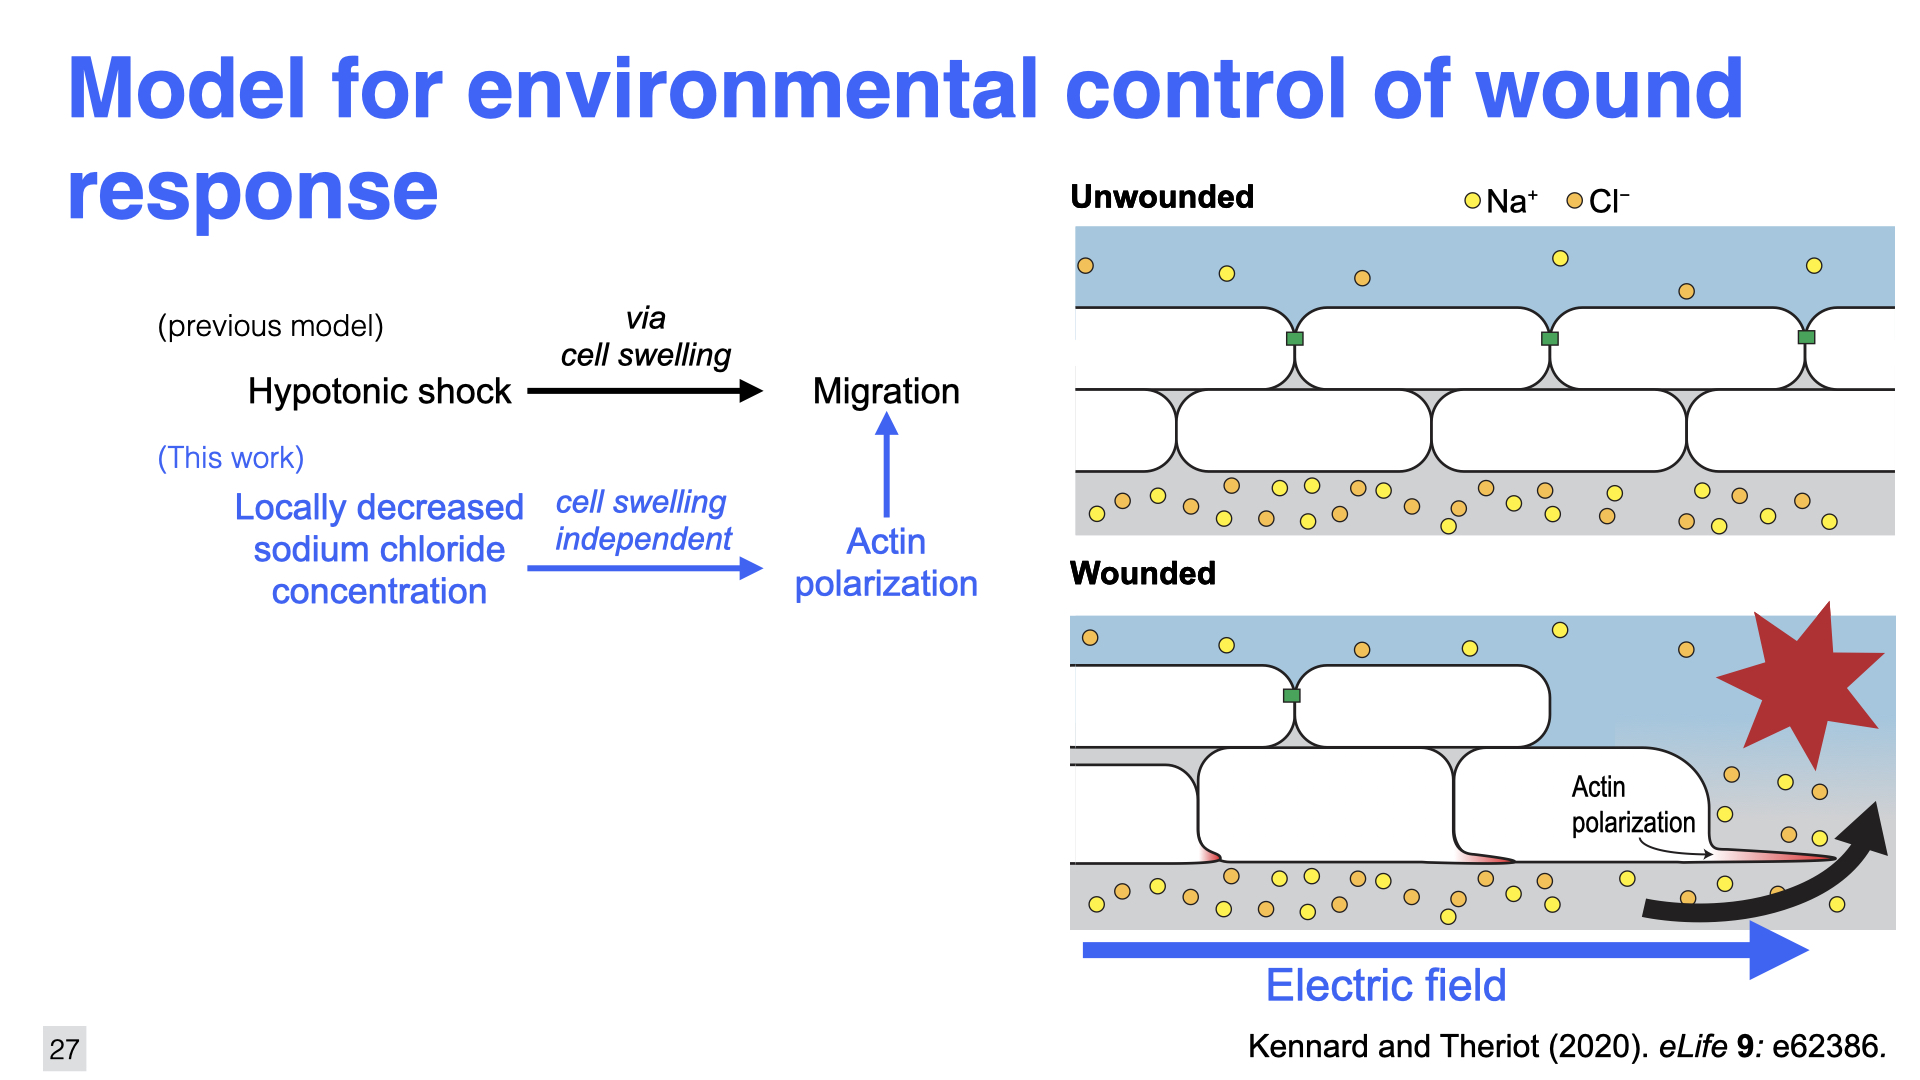 Model for environmental control of wound
response
(previous model)
via
cell swelling
Hypotonic shock
Migration
(This work)
Locally decreased
sodium chloride
concentration
cell swelling
independent
Actin
polarization
Unwounded
Na⁺
Cl⁻
Wounded
Actin
polarization
Electric field
Kennard and Theriot (2020). eLife 9: e62386.
27